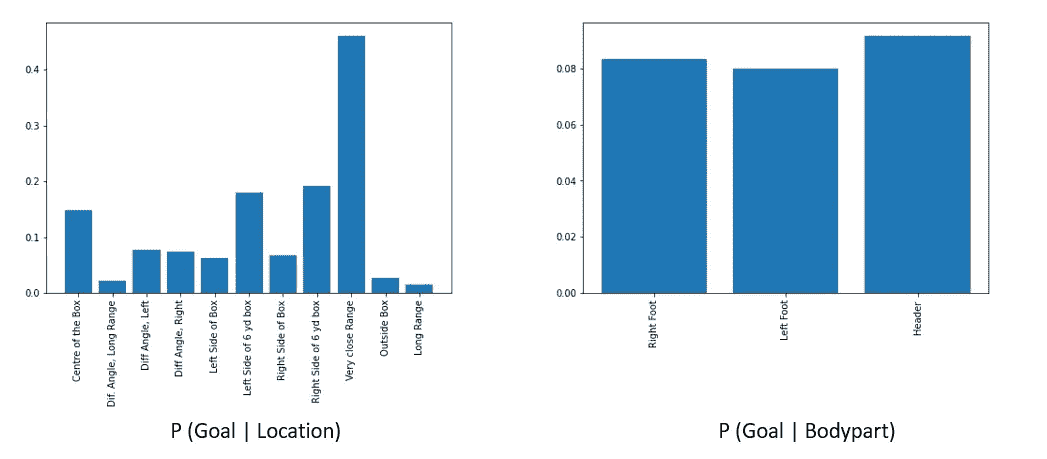 0.4
0.3
0.2
0.1
0.0
Centre of the Box
Dif. Angle, Long Range
Diff Angle, Left
Diff Angle, Right
Left Side of Box
Left Side of 6 yd box
Right Side of Box
Right Side of 6 yd box
Very close Range
Outside Box
Long Range
P (Goal | Location)
0.08
0.06
0.04
0.02
0.00
Right Foot
Left Foot
Header
P (Goal | Bodypart)